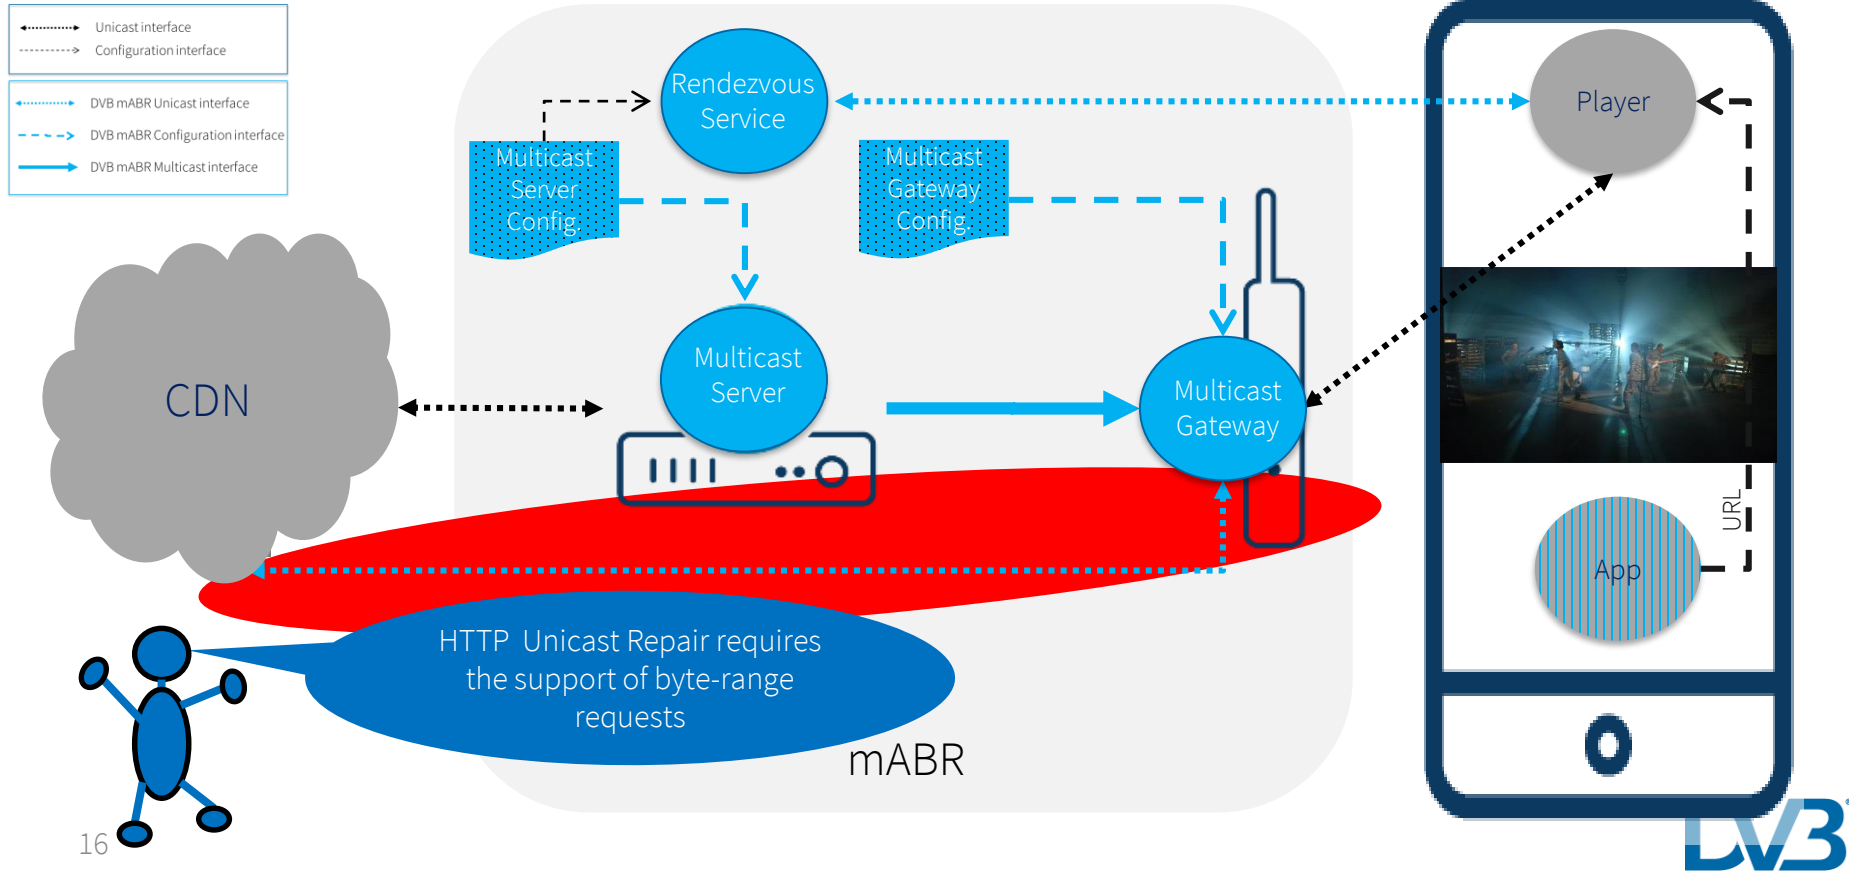 Unicast interface
Configuration interface
DVB mABR Unicast interface
DVB mABR Configuration interface
DVB mABR Multicast interface
Rendezvous
Service
Player
Multicast
Server
Config.
Multicast
Gateway
Config.
CDN
Multicast
Server
Multicast
Gateway
URL
App
HTTP  Unicast Repair requires
the support of byte-range
requests
mABR
16
DVB®